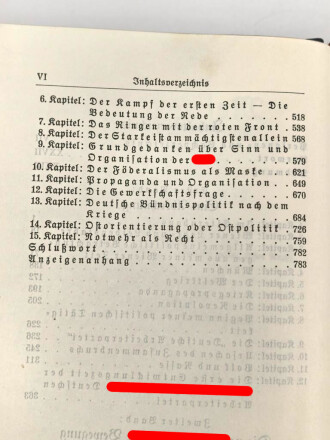 VI
Inhaltsverzeichnis
6. Kapitel: Der Kampf der ersten Zeit — Die
Bedeutung der Rede . . . . . . . 518
7. Kapitel: Das Ringen mit der roten Front . 538
8. Kapitel: Der Starke ist am mächtigsten allein 568
9. Kapitel: Grundgedanken über Sinn und
Organisation der . . . . . . . 579
10. Kapitel: Der Föderalismus als Maske . . 621
11. Kapitel: Propaganda und Organisation . . 649
12. Kapitel: Die Gewerkschaftsfrage . . . . 670
13. Kapitel: Deutsche Bündnispolitik nach dem
Kriege . . . . . . . . . . . . 684
14. Kapitel: Ostorientierung oder Ostpolitik . 726
15. Kapitel: Notwehr als Recht . . . . . . 759
Schlußwort . . . . . . . . . . . . . . . 782
Anzeigenanhang . . . . . . . . . . . . . 783